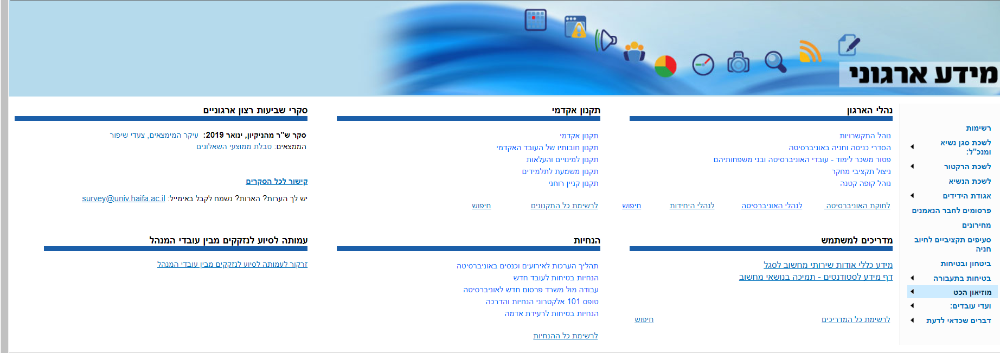 מידע ארגוני
רשימות
לשכת סגן נשיא
ומנכ"ל:
לשכת הרקטור
לשכת הנשיא
אגודת הידידים
פרסומים לחבר הנאמנים
מחירונים
סעיפים תקציביים לחיוב
חניה
ביטחון ובטיחות
בטיחות בתעבורה
מוזיאון הכט
ועדי עובדים:
דברים שכדאי לדעת
נהלי הארגון
נוהל התקשרויות
הסדרי כניסה וחניה באוניברסיטה
פטור משכר לימוד - עובדי האוניברסיטה ובני משפחותיהם
ניצול תקציבי מחקר
נוהל קופה קטנה
לחוקת האוניברסיטה לנהלי האוניברסיטה לנהלי היחידות חיפוש
תקנון אקדמי
תקנון אקדמי
תקנון חובותיו של העובד האקדמי
תקנון למינויים והעלאות
תקנון משמעת לתלמידים
תקנון קניין רוחני
לרשימת כל התקנונים חיפוש
סקרי שביעות רצון ארגוניים
סקר ש"ר מהניקיון, ינואר 2019: עיקר המימצאים, צעדי שיפור
הממצאים: טבלת ממוצעי השאלונים
קישור לכל הסקרים
יש לך הערות? הארות? נשמח לקבל באימייל: survey@univ.haifa.ac.il
מדריכים למשתמש
מידע כללי אודות שירותי מחשוב לסגל
דף מידע לסטודנטים - תמיכה בנושאי מחשוב
לרשימת כל המדריכים חיפוש
הנחיות
תהליך הערכות לאירועים וכנסים באוניברסיטה
הנחיות בטיחות לעובד חדש
עבודה מול משרד פרסום חדש לאוניברסיטה
טופס 101 אלקטרוני הנחיות והדרכה
הנחיות בטיחות לרעידת אדמה
לרשימת כל ההנחיות
עמותה לסיוע לנזקקים מבין עובדי המנהל
זרקור לעמותה לסיוע לנזקקים מבין עובדי המנהל